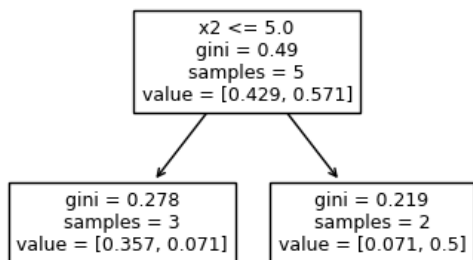 x2 <= 5.0
gini = 0.49
samples = 5
value = [0.429, 0.571]
gini = 0.278
samples = 3
value = [0.357, 0.071]
gini = 0.219
samples = 2
value = [0.071, 0.5]